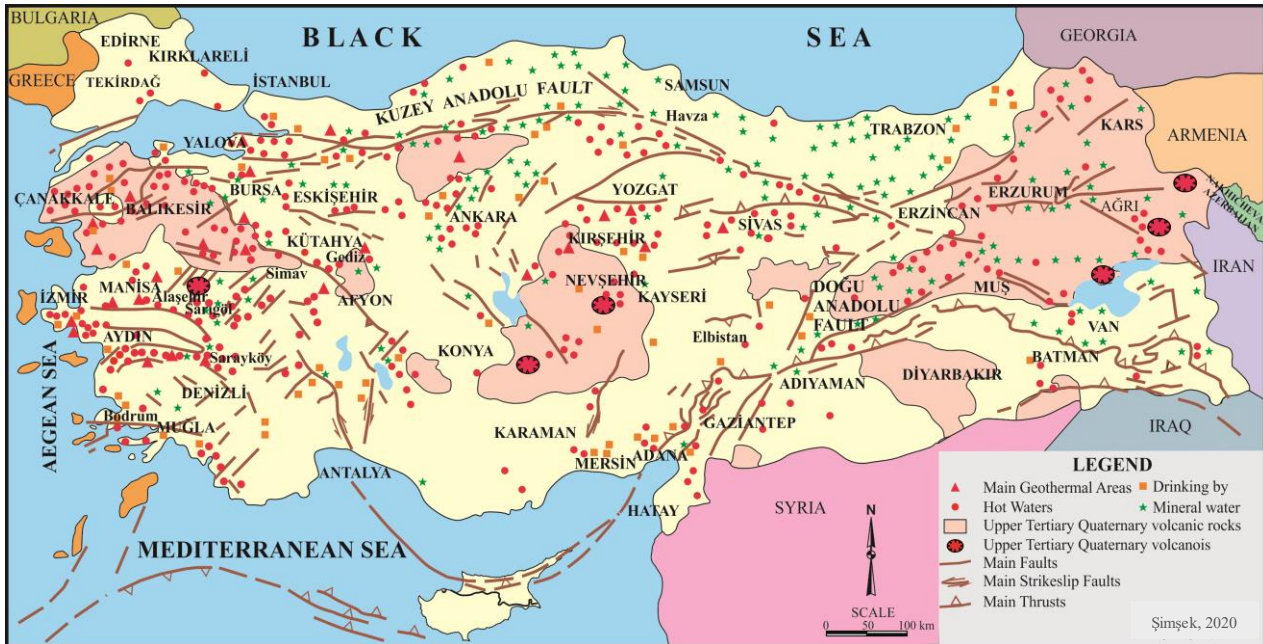 BULGARIA
BLACK SEA
GEORGIA
EDİRNE
KIRKLARELİ
GREECE
TEKİRDAĞ
İSTANBUL
KUZEY ANADOLU FAULT
SAMSUN
Havza
TRABZON
KARS
ARMENIA
YALOVA
ÇANAKKALE
BALIKESİR
BURSA
ESKİŞEHİR
ANKARA
YOZGAT
SİVAS
ERZİNCAN
ERZURUM
AĞRI
NAKHICHEVAN
AZERBAIJAN
KÜTAHYA
Gediz
KIRŞEHİR
Simav
NEVŞEHİR
KAYSERİ
DOĞU
ANADOLU
FAULT
MUŞ
IRAN
İZMİR
MANİSA
Alaşehir
Sarıgöl
AFYON
AYDIN
Sarayköy
KONYA
Elbistan
VAN
BATMAN
DENİZLİ
ADIYAMAN
DİYARBAKIR
AEGEAN SEA
Bodrum
MUĞLA
KARAMAN
GAZİANTEP
IRAQ
ANTALYA
MERSİN
ADANA
HATAY
SYRIA
MEDITERRANEAN SEA
N
SCALE
0 50 100 km
LEGEND
Main Geothermal Areas
Drinking by
Hot Waters
Mineral water
Upper Tertiary Quaternary volcanic rocks
Upper Tertiary Quaternary volcanois
Main Faults
Main Strikeslip Faults
Main Thrusts
Şimşek, 2020